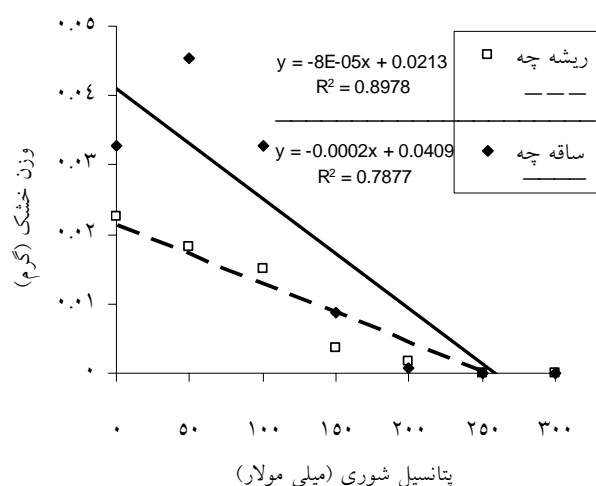 ۰.۰۵
۰.۰٤
۰.۰۳
۰.۰۲
۰.۰۱
۰
وزن خشک (گرم)
y = -8E-05x + 0.0213
R² = 0.8978
y = -0.0002x + 0.0409
R² = 0.7877
ریشه چه
ساقه چه
۰ ۵۰ ۱۰۰ ۱۵۰ ۲۰۰ ۲۵۰ ۳۰۰
پتانسیل شوری (میلی مولار)